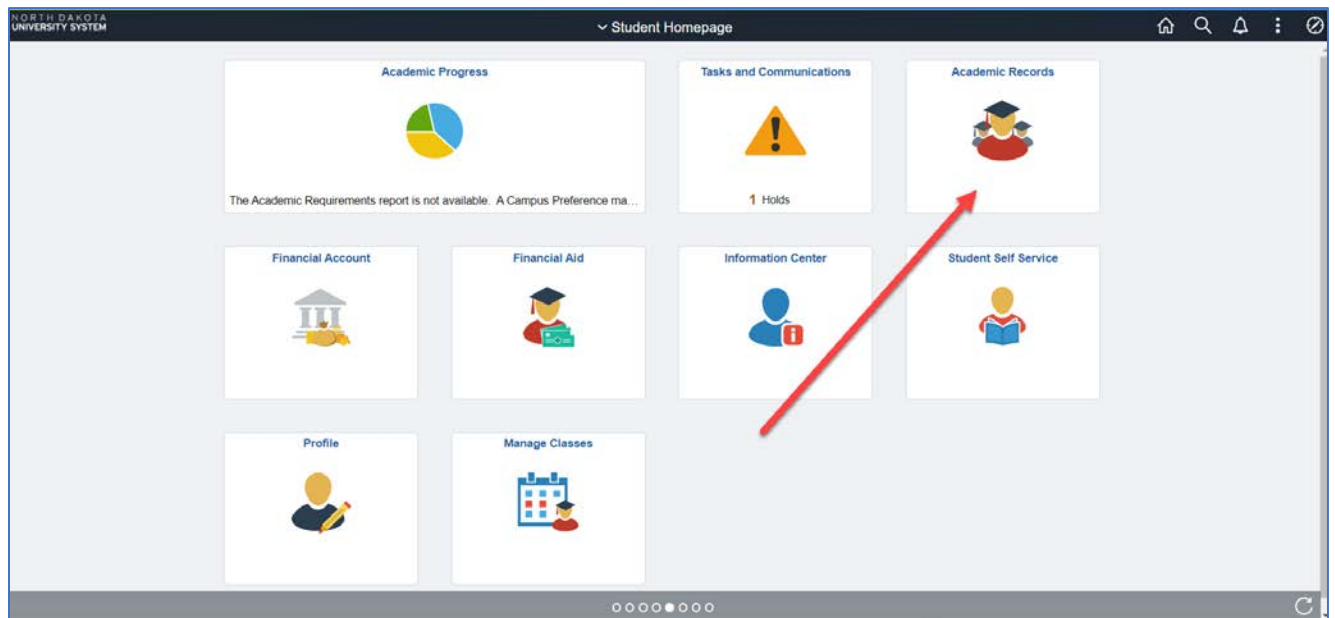 NORTH DAKOTA
UNIVERSITY SYSTEM
Student Homepage
Academic Progress
Tasks and Communications
Academic Records
The Academic Requirements report is not available. A Campus Preference ma...
1 Holds
Financial Account
Financial Aid
Information Center
Student Self Service
Profile
Manage Classes